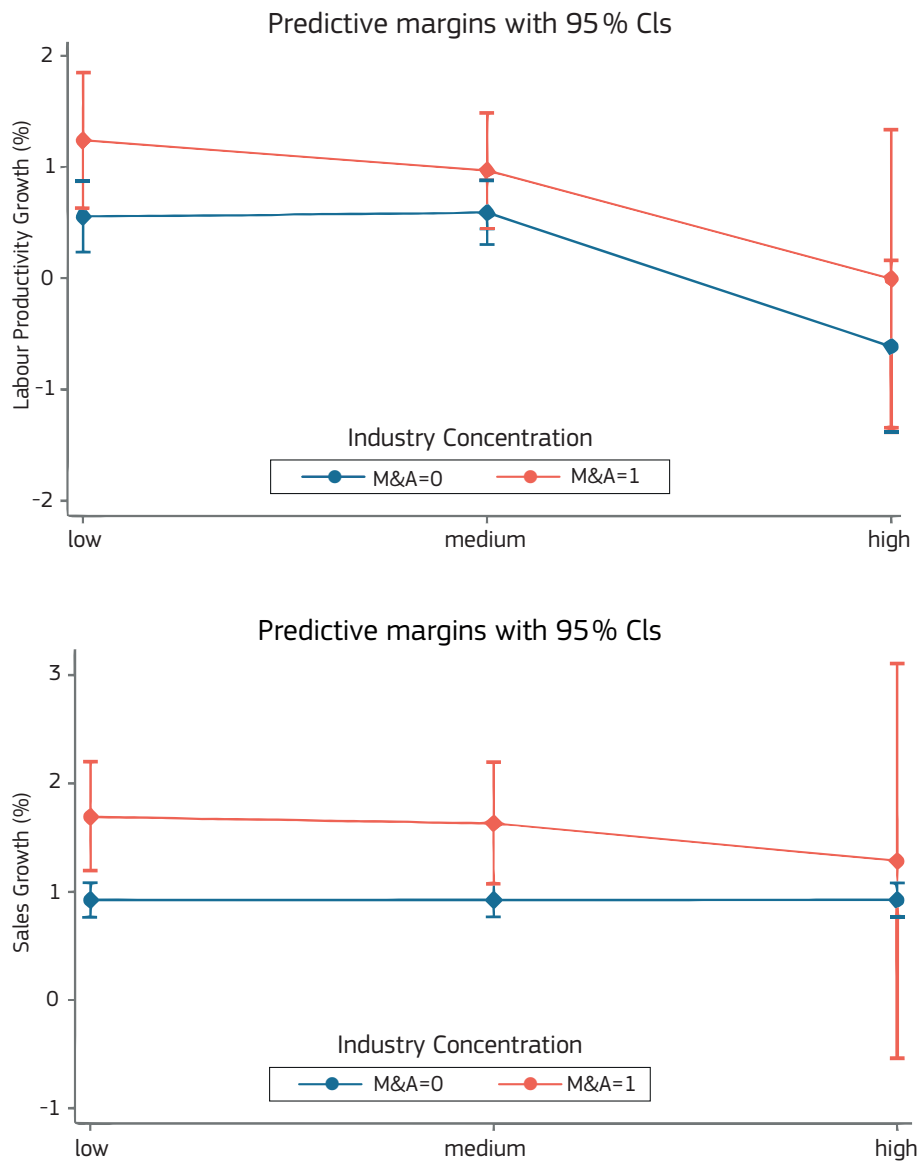 Predictive margins with 95% CIs
Labour Productivity Growth (%)
2
1
0
-1
-2
Industry Concentration
M&A=0 M&A=1
low medium high
Predictive margins with 95% CIs
Sales Growth (%)
3
2
1
0
-1
Industry Concentration
M&A=0 M&A=1
low medium high